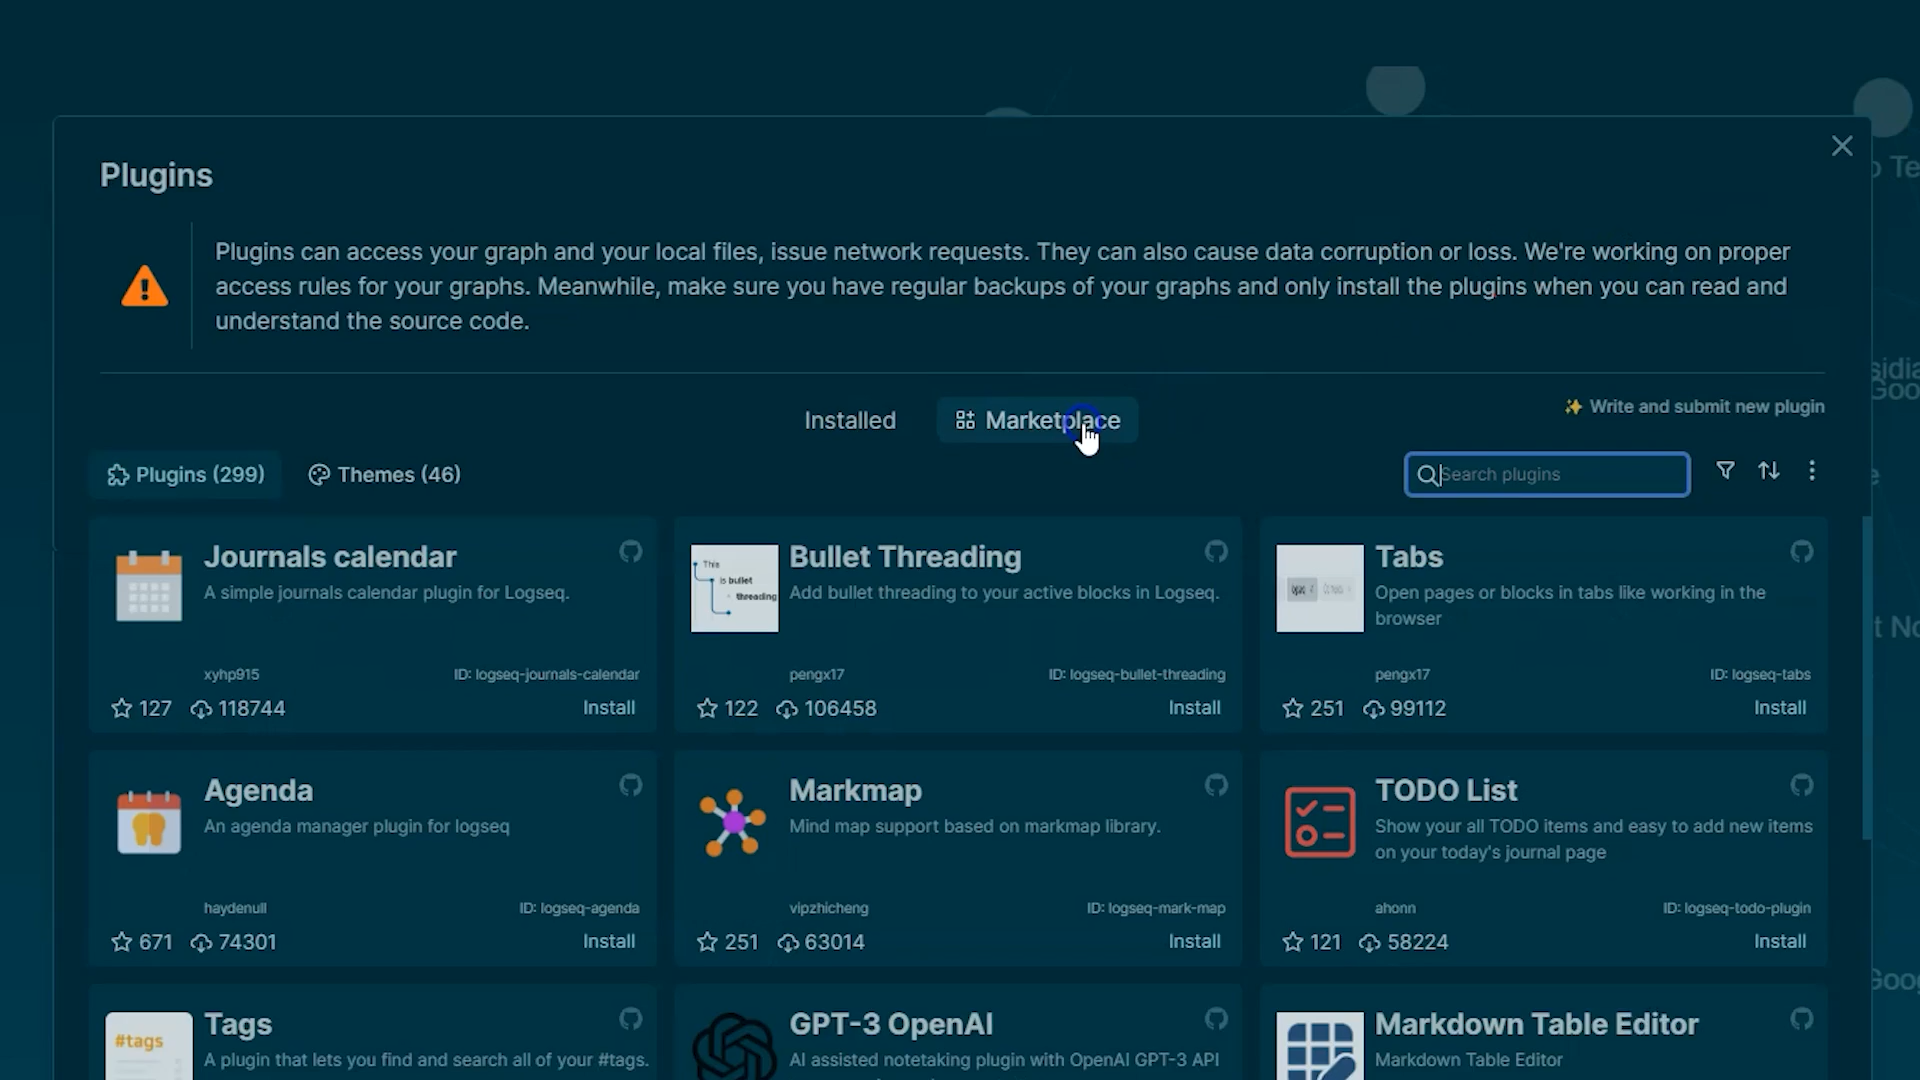 Plugins
Plugins can access your graph and your local files, issue network requests. They can also cause data corruption or loss. We're working on proper
access rules for your graphs. Meanwhile, make sure you have regular backups of your graphs and only install the plugins when you can read and
understand the source code.
Installed
Marketplace
Write and submit new plugin
Plugins (299)
Themes (46)
Search plugins
Journals calendar
A simple journals calendar plugin for Logseq.
xyhp915
ID: logseq-journals-calendar
127
118744
Install
This
is bullet
threading
Bullet Threading
Add bullet threading to your active blocks in Logseq.
pengx17
ID: logseq-bullet-threading
122
106458
Install
Tabs
Open pages or blocks in tabs like working in the
browser
pengx17
ID: logseq-tabs
251
99112
Install
Agenda
An agenda manager plugin for logseq
haydenull
ID: logseq-agenda
671
74301
Install
Markmap
Mind map support based on markmap library.
vipzhicheng
ID: logseq-mark-map
251
63014
Install
TODO List
Show your all TODO items and easy to add new items
on your today's journal page
ahonn
ID: logseq-todo-plugin
121
58224
Install
#tags
Tags
A plugin that lets you find and search all of your #tags.
GPT-3 OpenAI
AI assisted notetaking plugin with OpenAI GPT-3 API
Markdown Table Editor
Markdown Table Editor